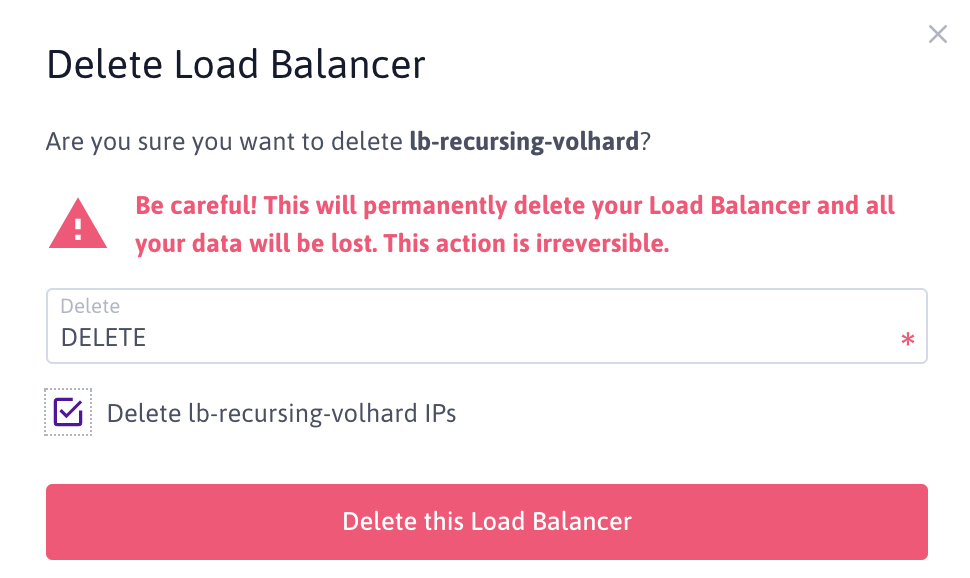 Delete Load Balancer
Are you sure you want to delete lb-recursing-volhard?
Be careful! This will permanently delete your Load Balancer and all
your data will be lost. This action is irreversible.
Delete
DELETE
*
Delete lb-recursing-volhard IPs
Delete this Load Balancer